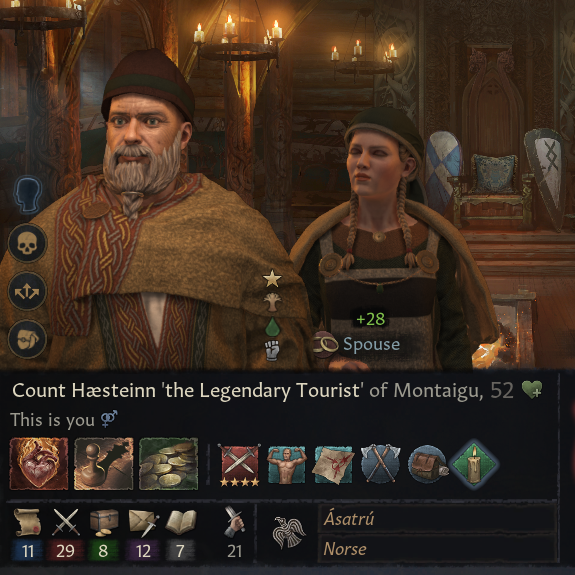 +28
Spouse
Count Hæsteinn 'the Legendary Tourist' of Montaigu, 52
This is you
11 29 8 12 7 21
Ásatrú
Norse